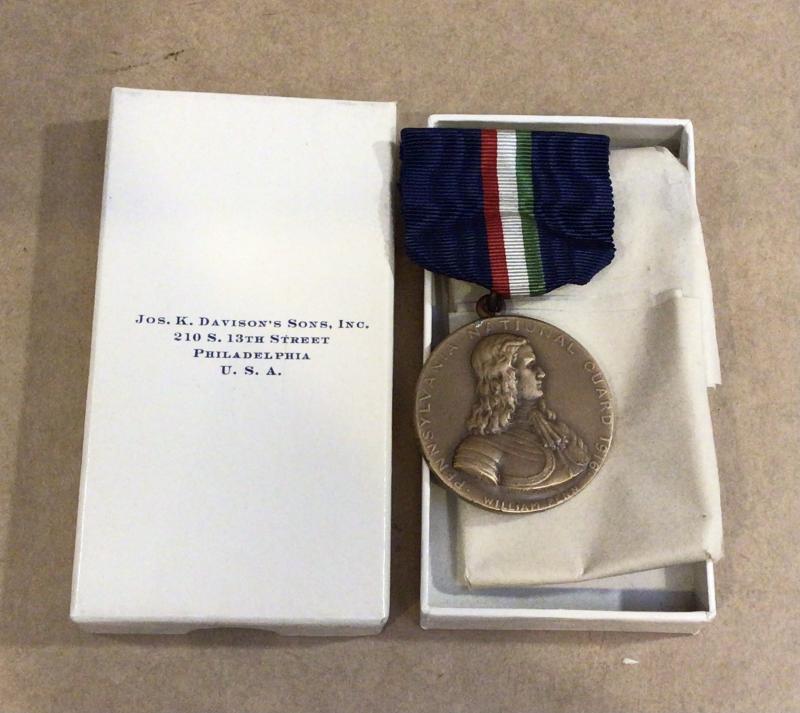 Jos. K. Davison's Sons, Inc.
210 S. 13th Street
Philadelphia
U. S. A.
PENNSYLVANIA NATIONAL GUARD 1916
WILLIAM PENN